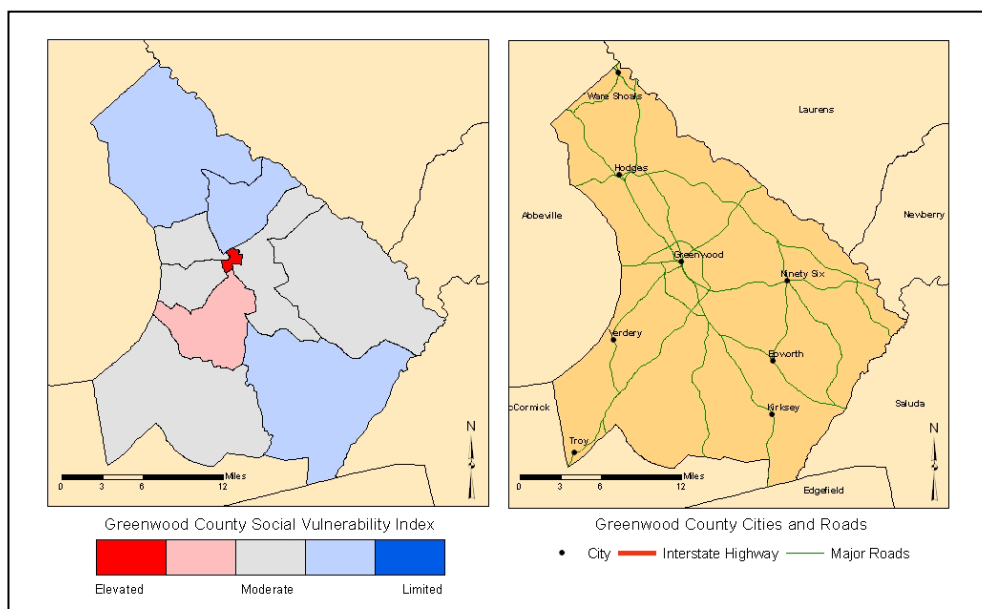 N
Miles
0 3 6 12
Greenwood County Social Vulnerability Index
Elevated Moderate Limited
Ware Shoals
Laurens
Hodges
Abbeville
Newberry
Greenwood
Ninety Six
Verdery
Epworth
cCormick
Kirksey
Saluda
Troy
N
Miles
0 3 6 12
Edgefield
Greenwood County Cities and Roads
City Interstate Highway Major Roads